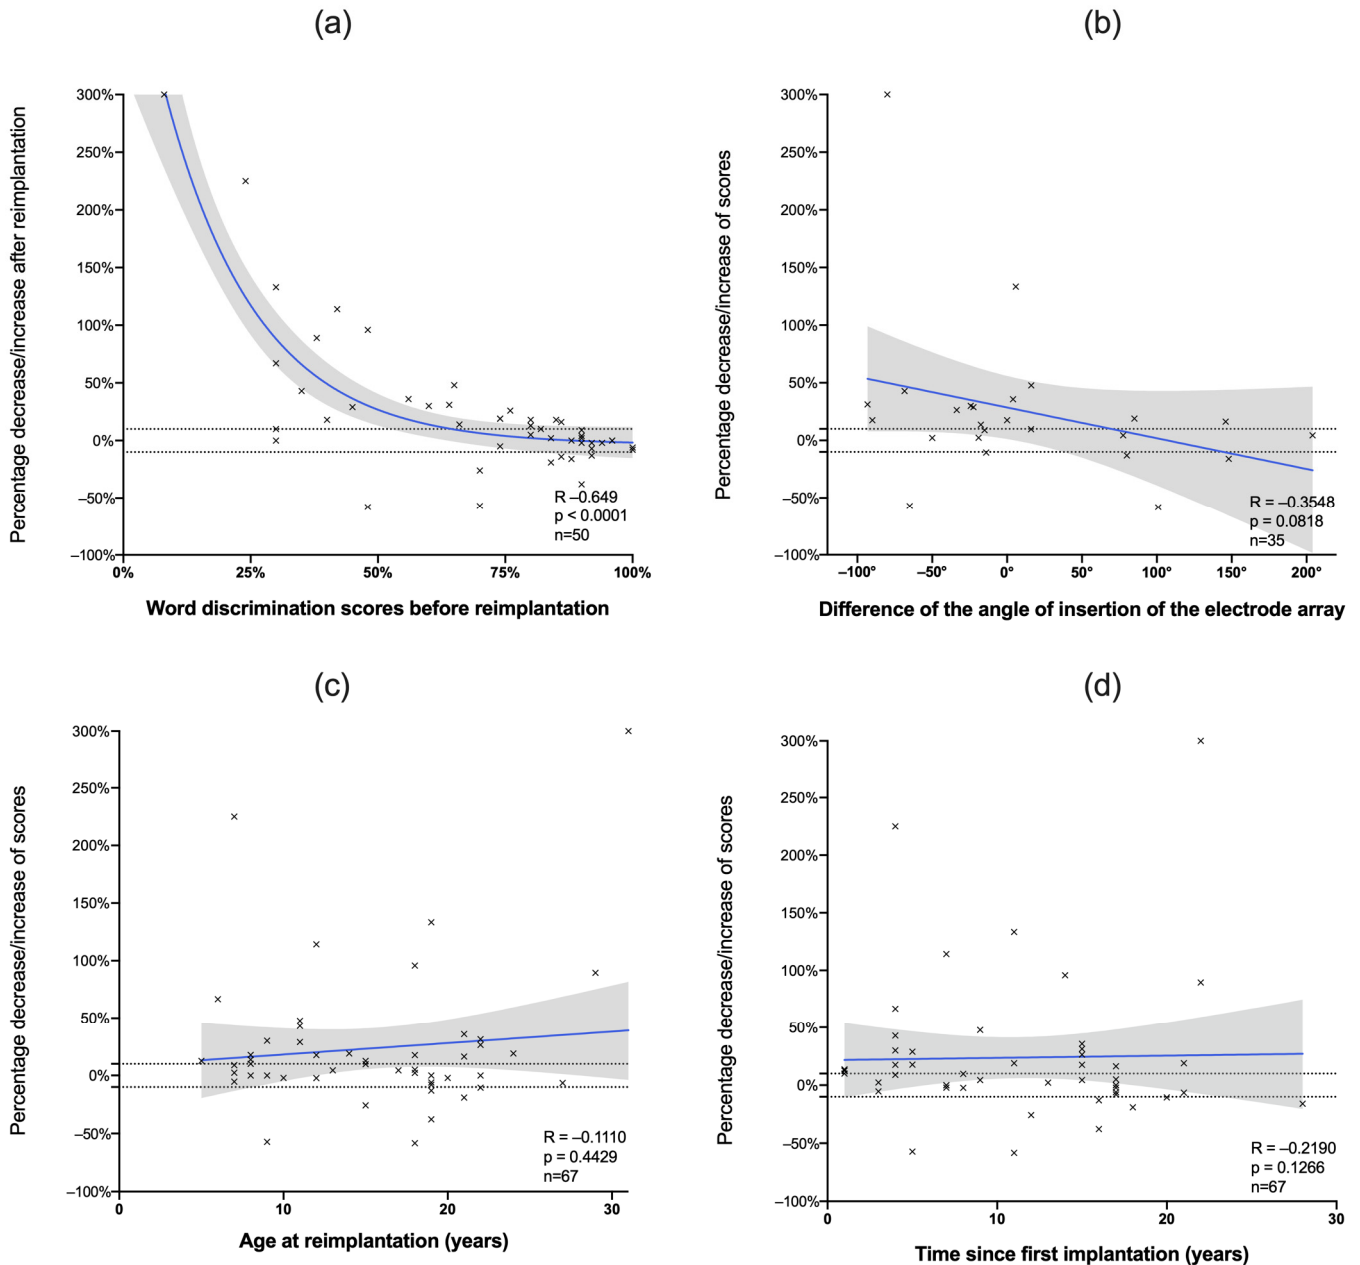 (a)
Percentage decrease/increase after reimplantation
300%
250%
200%
150%
100%
50%
0%
–50%
–100%
R –0.649
p < 0.0001
n=50
0%
25%
50%
75%
100%
Word discrimination scores before reimplantation
(b)
Percentage decrease/increase of scores
300%
250%
200%
150%
100%
50%
0%
–50%
–100%
R = –0.3548
p = 0.0818
n=35
–100°
–50°
0°
50°
100°
150°
200°
Difference of the angle of insertion of the electrode array
(c)
Percentage decrease/increase of scores
300%
250%
200%
150%
100%
50%
0%
–50%
–100%
R = –0.1110
p = 0.4429
n=67
0
10
20
30
Age at reimplantation (years)
(d)
Percentage decrease/increase of scores
300%
250%
200%
150%
100%
50%
0%
–50%
–100%
R = –0.2190
p = 0.1266
n=67
0
10
20
30
Time since first implantation (years)